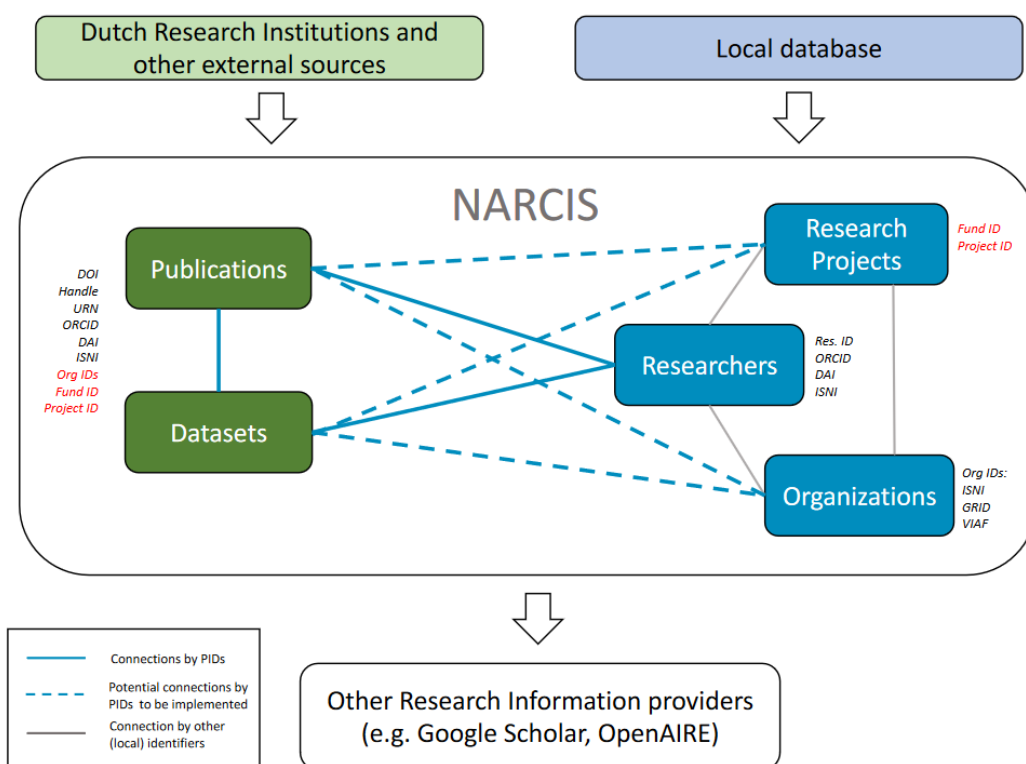 Dutch Research Institutions and
other external sources
Local database
NARCIS
Publications
DOI
Handle
URN
ORCID
DAI
ISNI
Org IDs
Fund ID
Project ID
Datasets
Research
Projects
Fund ID
Project ID
Researchers
Res. ID
ORCID
DAI
ISNI
Organizations
Org IDs:
ISNI
GRID
VIAF
Connections by PIDs
Potential connections by
PIDs to be implemented
Connection by other
(local) identifiers
Other Research Information providers
(e.g. Google Scholar, OpenAIRE)